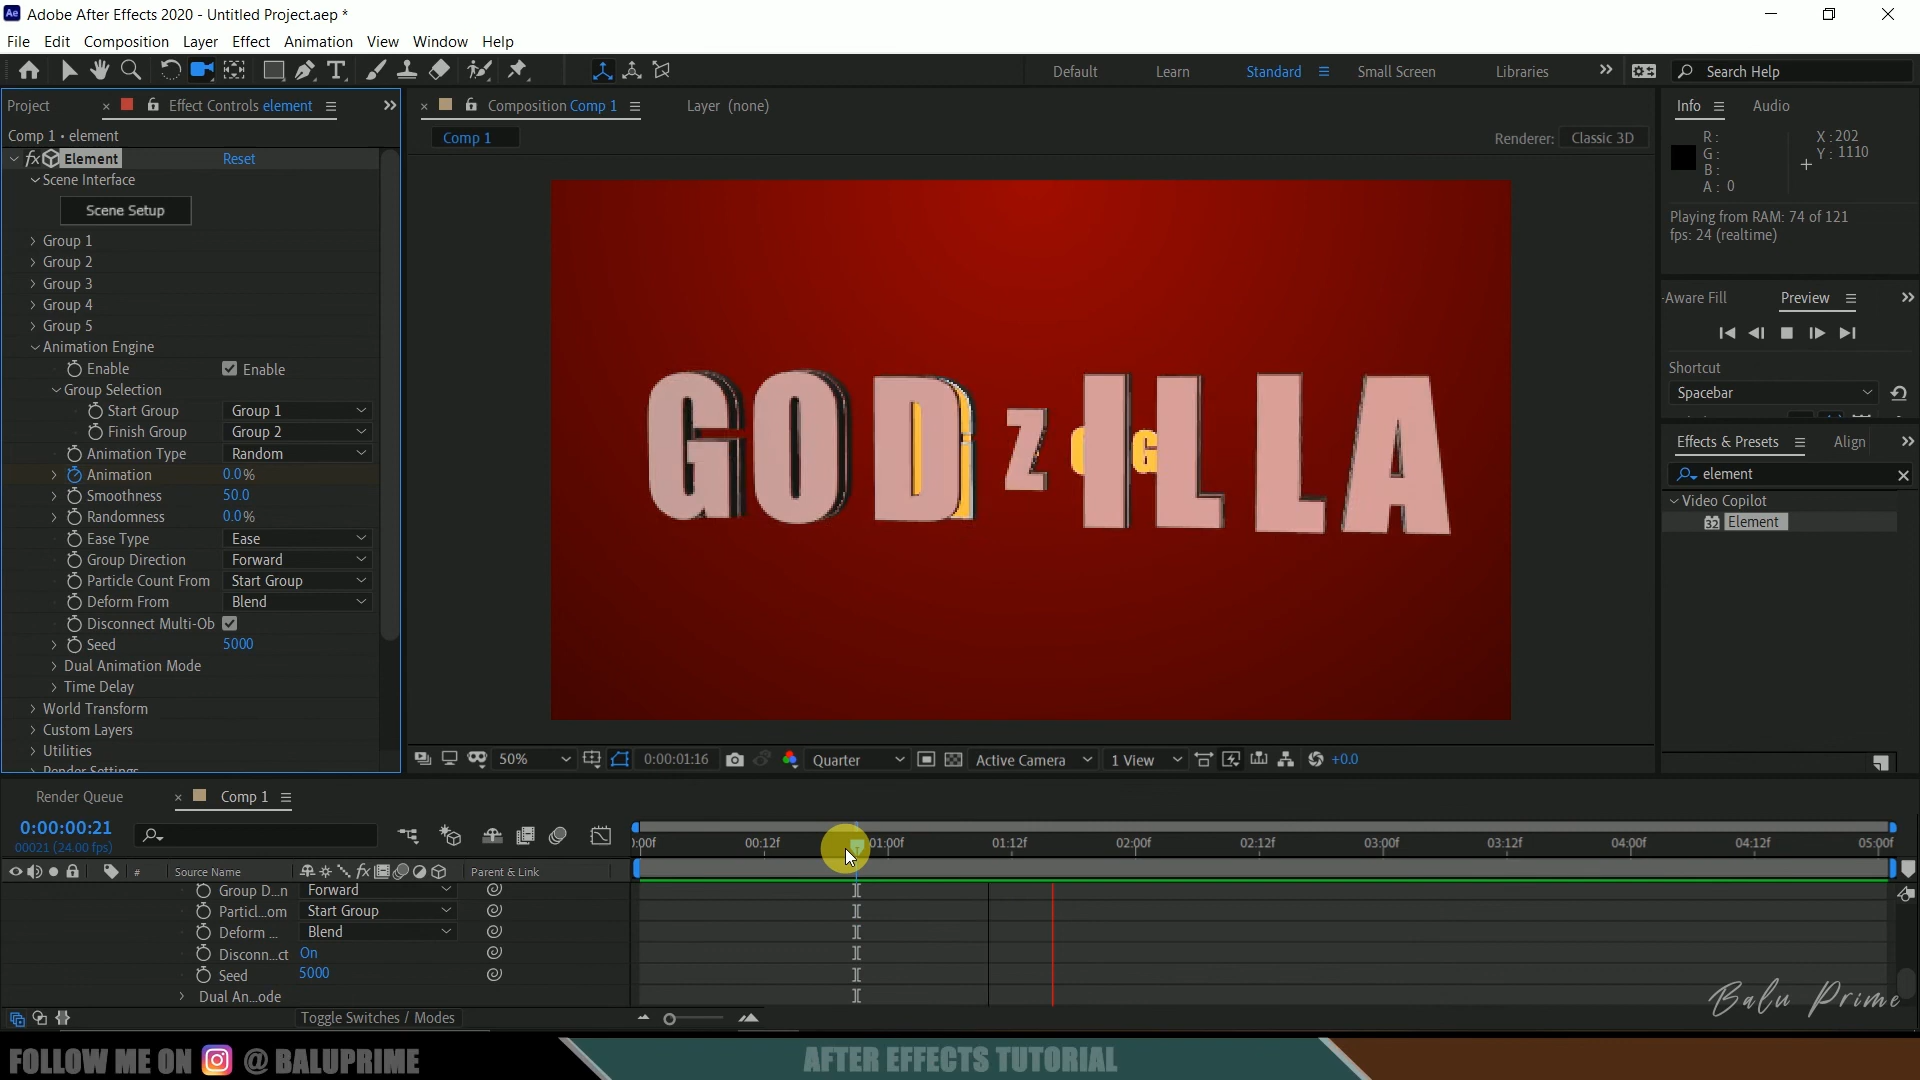 Adobe After Effects 2020 - Untitled Project.aep *
File Edit Composition Layer Effect Animation View Window Help
Default Learn Standard Small Screen Libraries Search Help
Project Effect Controls element Composition Comp 1 Layer (none) Info Audio
Comp 1 • element
Comp 1 Renderer: Classic 3D
R: X:202
G: Y: 1110
B:
A: 0
fx Element Reset
Scene Interface
Scene Setup
Playing from RAM: 74 of 121
fps: 24 (realtime)
Group 1
Group 2
Group 3
Group 4
Group 5
-Aware Fill Preview
Animation Engine
Enable Enable
Group Selection
Start Group Group 1
Finish Group Group 2
Animation Type Random
Animation 0.0%
Smoothness 50.0
Randomness 0.0%
Ease Type Ease
Group Direction Forward
Particle Count From Start Group
Deform From Blend
Disconnect Multi-Ob
Seed 5000
Dual Animation Mode
Time Delay
World Transform
Custom Layers
Utilities
Render Settings
GODZILLA
G G
Shortcut
Spacebar
Effects & Presets Align
element
Video Copilot
32 Element
50% 0:00:01:16 Quarter Active Camera 1 View +0.0
Render Queue Comp 1
0:00:00:21
00021 (24.00 fps)
):00f 00:12f 01:00f 01:12f 02:00f 02:12f 03:00f 03:12f 04:00f 04:12f 05:00f
# Source Name fx Parent & Link
Group D...n Forward
Particl...om Start Group
Deform ... Blend
Disconn...ct On
Seed 5000
Dual An...ode
Toggle Switches / Modes
Balu Prime
FOLLOW ME ON @ BALUPRIME
AFTER EFFECTS TUTORIAL